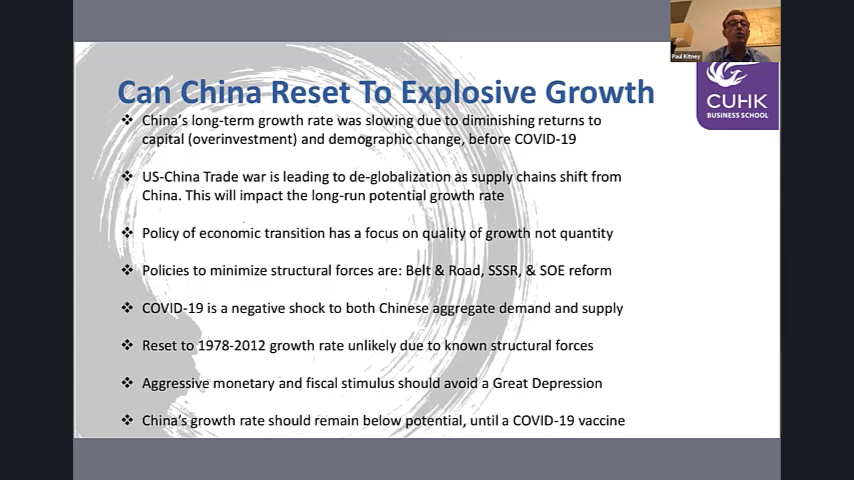 Paul Kitney
Can China Reset To Explosive Growth
CUHK
BUSINESS SCHOOL
❖ China's long-term growth rate was slowing due to diminishing returns to
capital (overinvestment) and demographic change, before COVID-19
❖ US-China Trade war is leading to de-globalization as supply chains shift from
China. This will impact the long-run potential growth rate
❖ Policy of economic transition has a focus on quality of growth not quantity
❖ Policies to minimize structural forces are: Belt & Road, SSSR, & SOE reform
❖ COVID-19 is a negative shock to both Chinese aggregate demand and supply
❖ Reset to 1978-2012 growth rate unlikely due to known structural forces
❖ Aggressive monetary and fiscal stimulus should avoid a Great Depression
❖ China's growth rate should remain below potential, until a COVID-19 vaccine